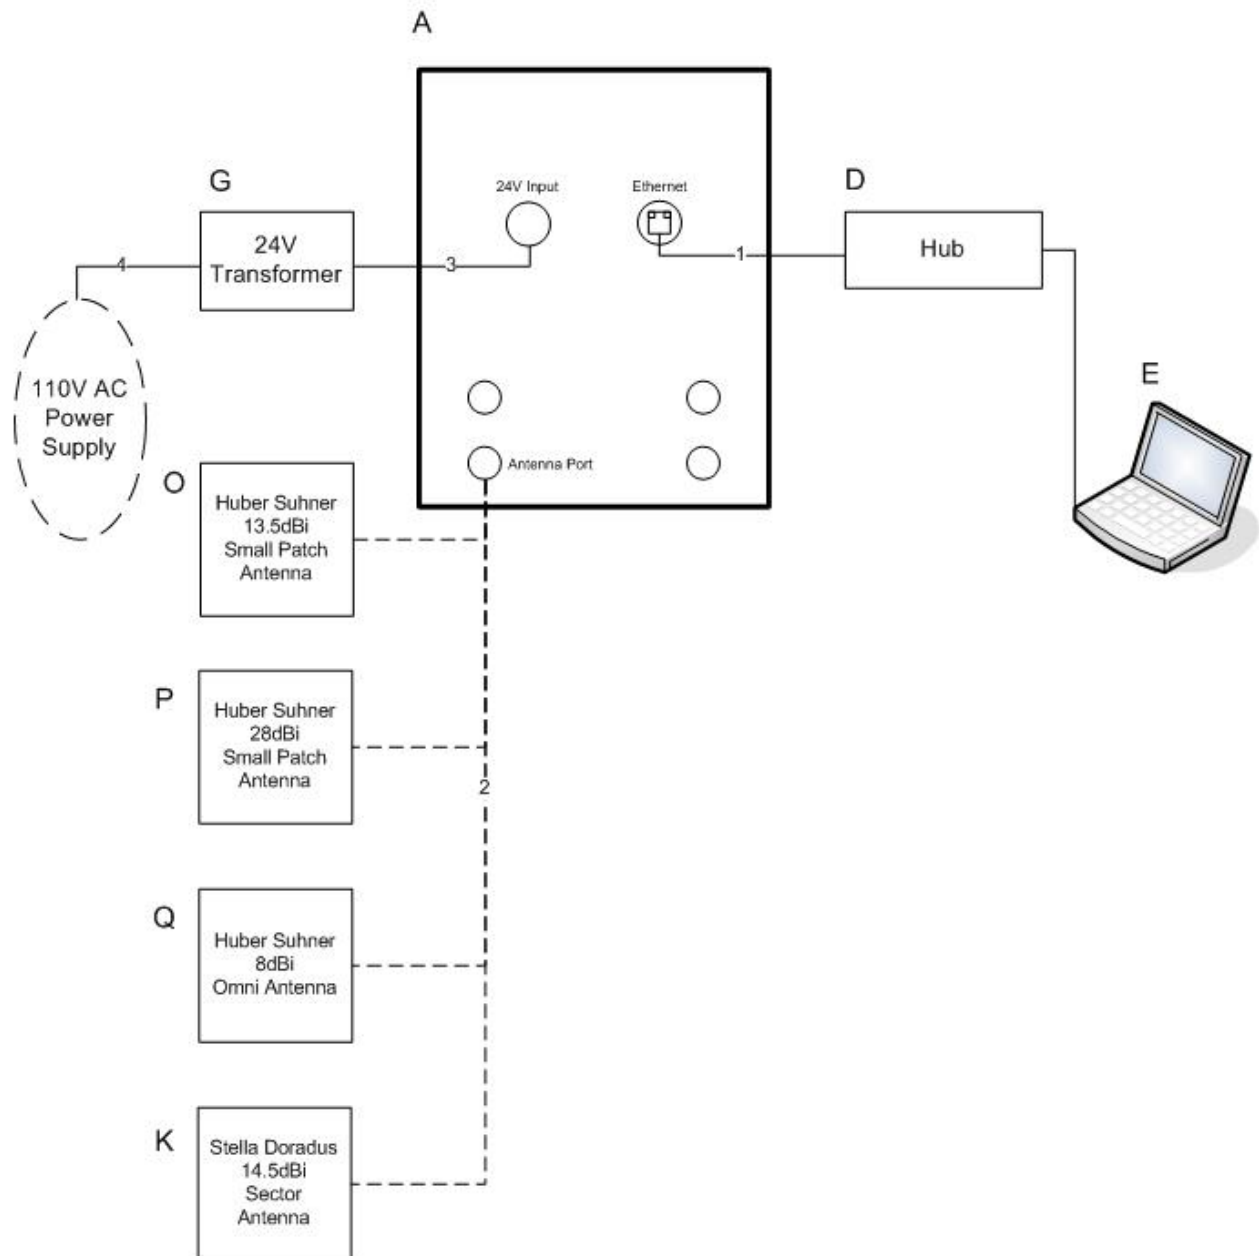 A
G
D
24V Input
Ethernet
24V
Transformer
Hub
4
3
1
110V AC
Power
Supply
E
Antenna Port
O
Huber Suhner
13.5dBi
Small Patch
Antenna
P
Huber Suhner
28dBi
Small Patch
Antenna
2
Q
Huber Suhner
8dBi
Omni Antenna
K
Stella Doradus
14.5dBi
Sector
Antenna